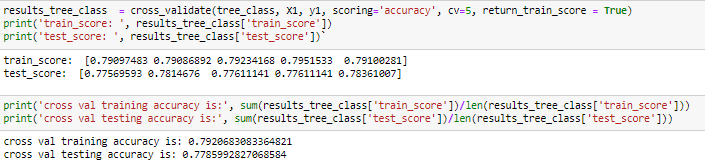 results_tree_class  = cross_validate(tree_class, X1, y1, scoring='accuracy', cv=5, return_train_score = True)
print('train_score: ', results_tree_class['train_score'])
print('test_score: ', results_tree_class['test_score'])`
train_score:  [0.79097483 0.79086892 0.79234168 0.7951533  0.79100281]
test_score:  [0.77569593 0.7814676  0.77611141 0.77611141 0.78361007]
print('cross val training accuracy is:', sum(results_tree_class['train_score'])/len(results_tree_class['train_score']))
print('cross val testing accuracy is:', sum(results_tree_class['test_score'])/len(results_tree_class['test_score']))
cross val training accuracy is: 0.7920683083364821
cross val testing accuracy is: 0.7785992827068584